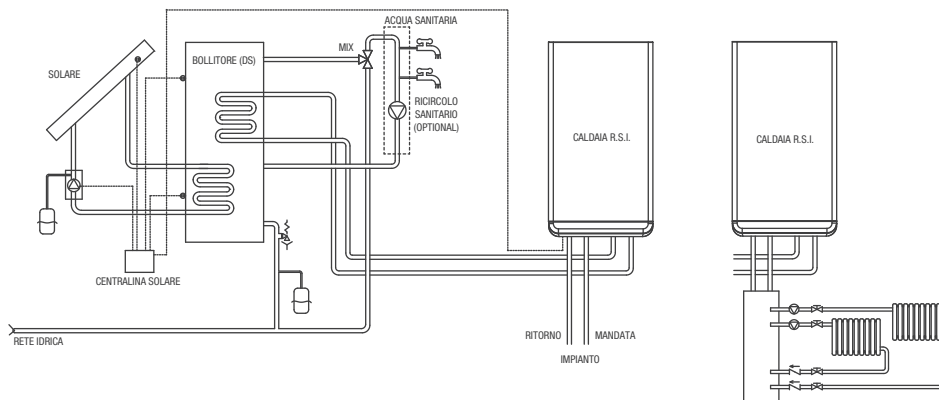 ACQUA SANITARIA
MIX
BOLLITORE (DS)
SOLARE
RICIRCOLO
SANITARIO
(OPTIONAL)
CALDAIA R.S.I.
CALDAIA R.S.I.
CENTRALINA SOLARE
RETE IDRICA
RITORNO
MANDATA
IMPIANTO